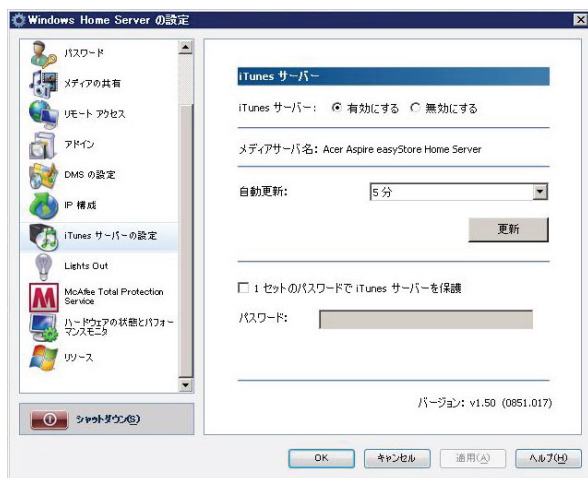 Windows Home Server の設定
パスワード
メディアの共有
リモート アクセス
アドイン
DMS の設定
IP 構成
iTunes サーバーの設定
Lights Out
McAfee Total Protection
Service
ハードウェアの状態とパフォー
マンスモニタ
リソース
シャットダウン(S)
iTunes サーバー
iTunes サーバー: 有効にする 無効にする
メディアサーバ名: Acer Aspire easyStore Home Server
自動更新: 5 分
更新
1 セットのパスワードで iTunes サーバーを保護
パスワード:
バージョン: v1.50 (0851.017)
OK キャンセル 適用(A) ヘルプ(H)